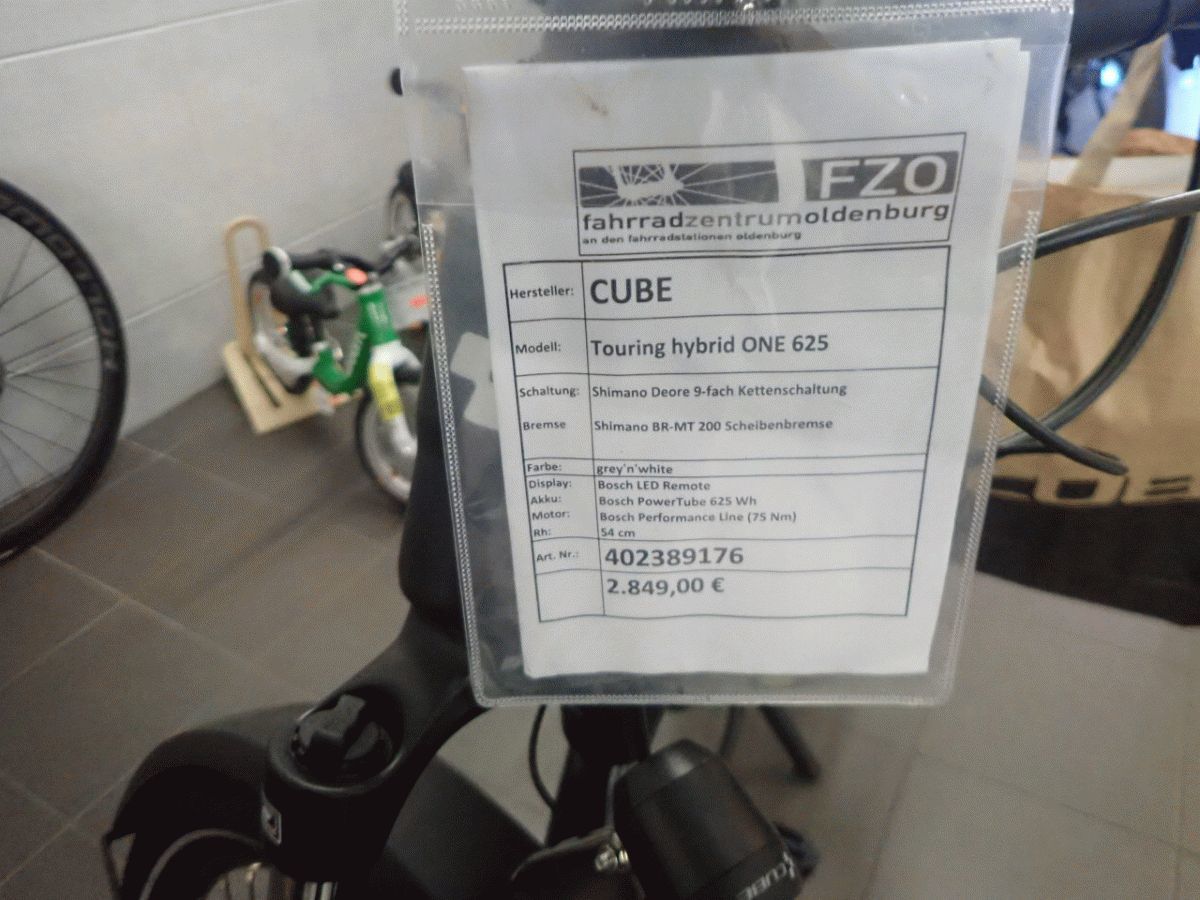 FZO
fahrradzentrumoldenburg
an den fahrradstationen oldenburg
Hersteller: CUBE
Modell: Touring hybrid ONE 625
Schaltung: Shimano Deore 9-fach Kettenschaltung
Bremse Shimano BR-MT 200 Scheibenbremse
Farbe: grey'n'white
Display: Bosch LED Remote
Akku: Bosch PowerTube 625 Wh
Motor: Bosch Performance Line (75 Nm)
Rh: 54 cm
Art. Nr.: 402389176
2.849,00 €
CUBE